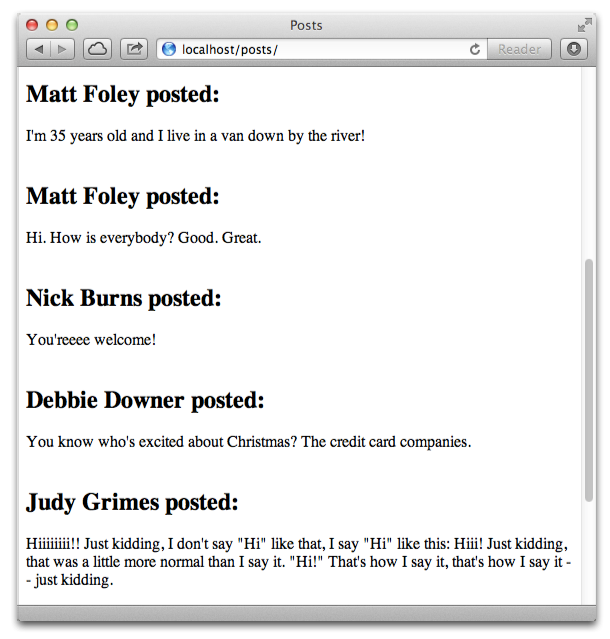 Posts
localhost/posts/
Reader
Matt Foley posted:
I'm 35 years old and I live in a van down by the river!
Matt Foley posted:
Hi. How is everybody? Good. Great.
Nick Burns posted:
You'reeee welcome!
Debbie Downer posted:
You know who's excited about Christmas? The credit card companies.
Judy Grimes posted:
Hiiiiiiii!! Just kidding, I don't say "Hi" like that, I say "Hi" like this: Hiii! Just kidding,
that was a little more normal than I say it. "Hi!" That's how I say it, that's how I say it -
- just kidding.